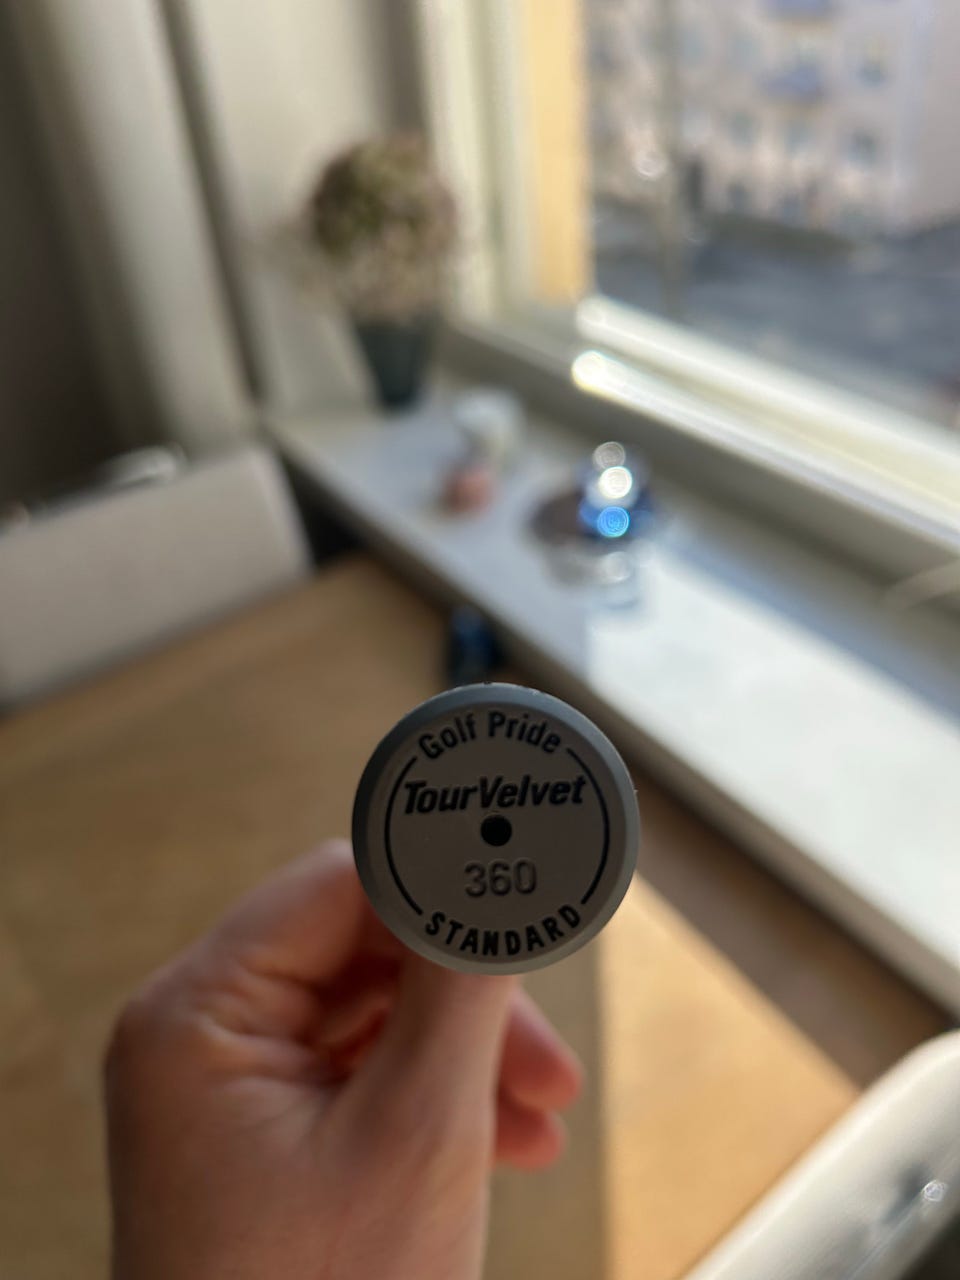 Golf Pride
TourVelvet
360
STANDARD